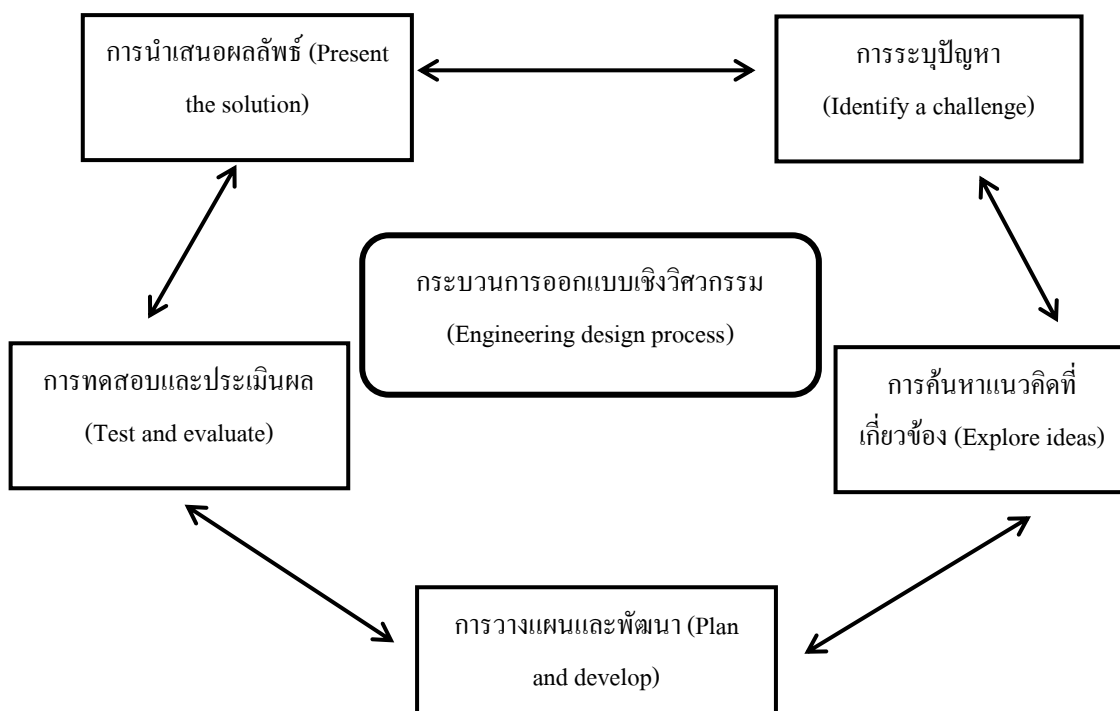 การนำเสนอผลลัพธ์ (Present
the solution)
การระบุปัญหา
(Identify a challenge)
กระบวนการออกแบบเชิงวิศวกรรม
(Engineering design process)
การทดสอบและประเมินผล
(Test and evaluate)
การค้นหาแนวคิดที่
เกี่ยวข้อง (Explore ideas)
การวางแผนและพัฒนา (Plan
and develop)